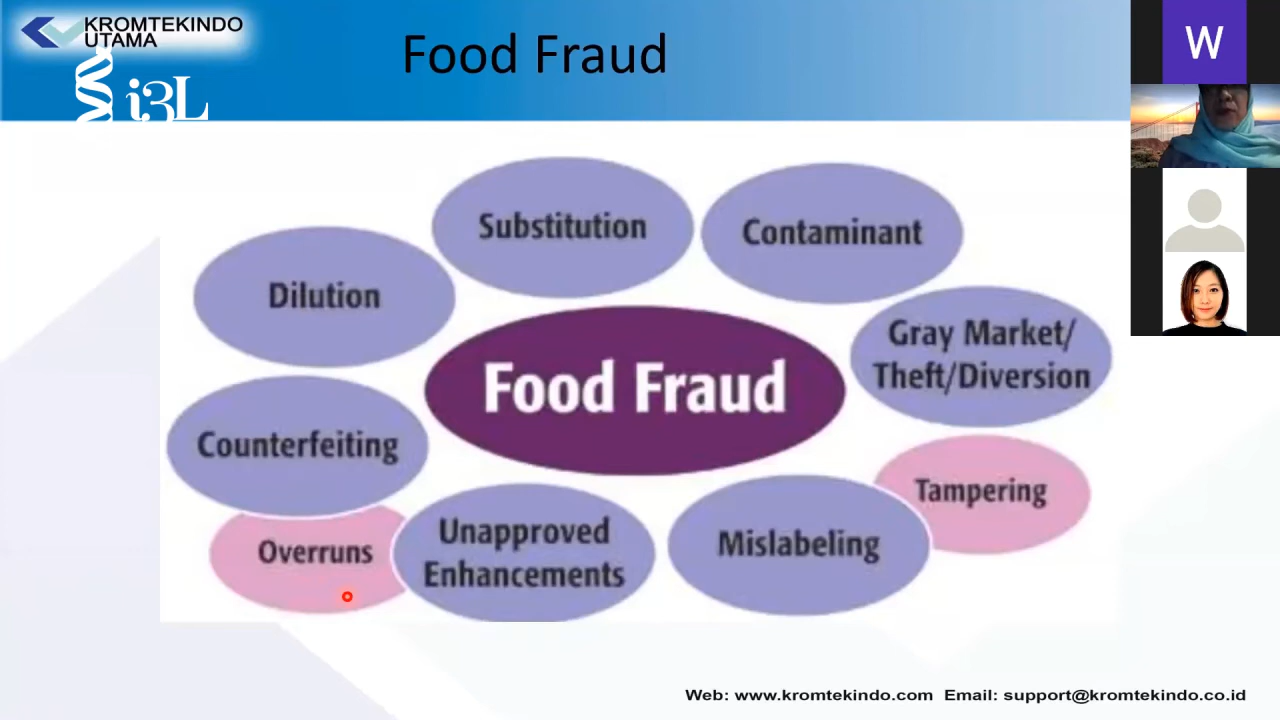 KROMTEKINDO
UTAMA
i3L
Food Fraud
W
Substitution
Contaminant
Dilution
Gray Market/
Theft/Diversion
Food Fraud
Counterfeiting
Tampering
Overruns
Unapproved
Enhancements
Mislabeling
Web: www.kromtekindo.com Email: support@kromtekindo.co.id